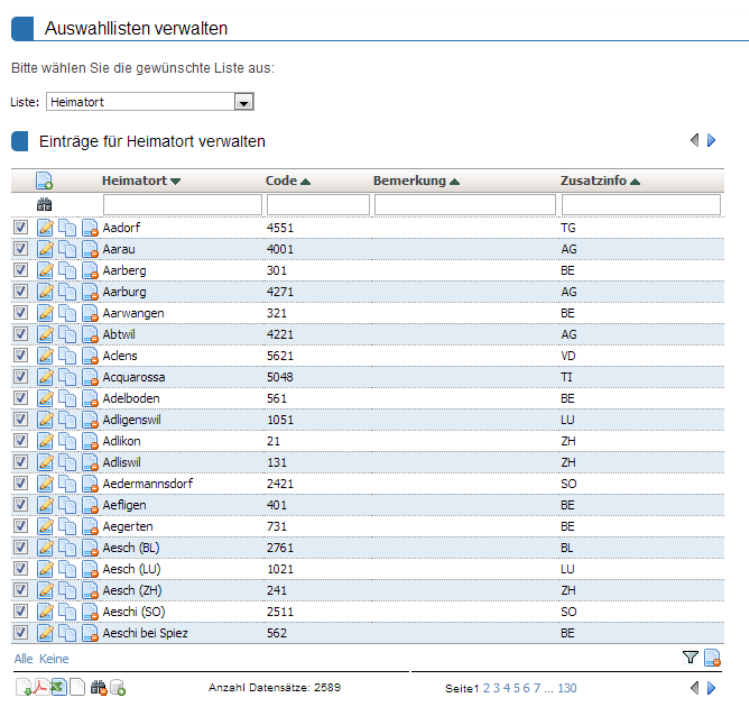 Auswahllisten verwalten
Bitte wählen Sie die gewünschte Liste aus:
Liste: Heimatort
Einträge für Heimatort verwalten
Heimatort Code Bemerkung Zusatzinfo
Aadorf 4551 TG
Aarau 4001 AG
Aarberg 301 BE
Aarburg 4271 AG
Aarwangen 321 BE
Abtwil 4221 AG
Aclens 5621 VD
Acquarossa 5048 TI
Adelboden 561 BE
Adligenswil 1051 LU
Adlikon 21 ZH
Adliswil 131 ZH
Aedermannsdorf 2421 SO
Aefligen 401 BE
Aegerten 731 BE
Aesch (BL) 2761 BL
Aesch (LU) 1021 LU
Aesch (ZH) 241 ZH
Aeschi (SO) 2511 SO
Aeschi bei Spiez 562 BE
Alle Keine
Anzahl Datensätze: 2589 Seite1 2 3 4 5 6 7 ... 130